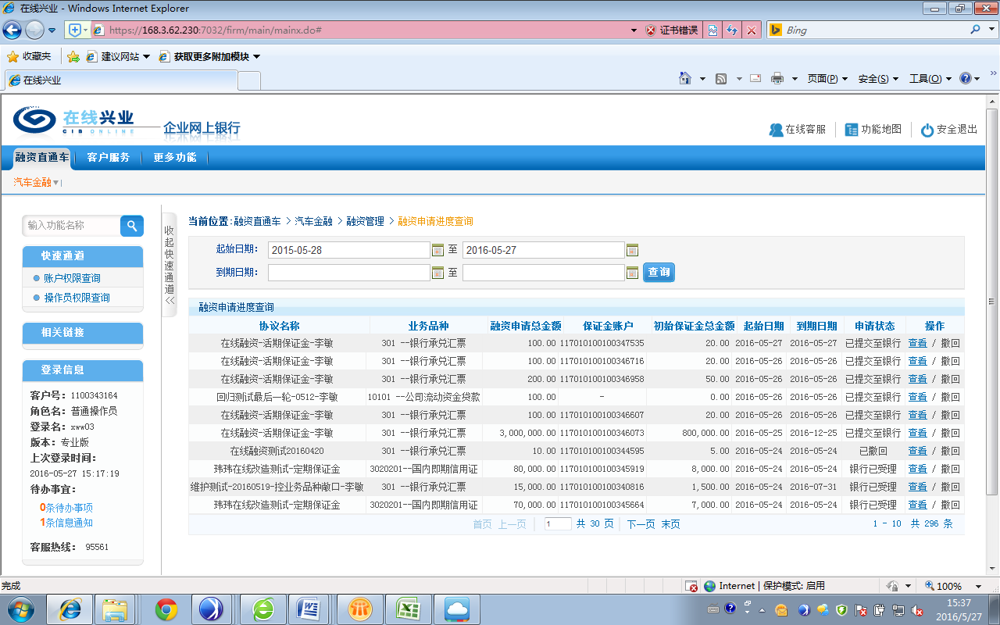 在线兴业 - Windows Internet Explorer
https://168.3.62.230:7032/firm/main/mainx.do# 证书错误 Bing
收藏夹 建议网站 获取更多附加模块
在线兴业 页面(P) 安全(S) 工具(O) »
在线兴业 CIB ONLINE 企业网上银行 在线客服 功能地图 安全退出
融资直通车 客户服务 更多功能
汽车金融
输入功能名称
快速通道
账户权限查询
操作员权限查询
相关链接
登录信息
客户号: 1100343164
角色名: 普通操作员
登录名: xww03
版本: 专业版
上次登录时间:
2016-05-27 15:17:19
待办事宜:
0条待办事项
1条信息通知
客服热线: 95561
收起快速通道
<<
当前位置:融资直通车 > 汽车金融 > 融资管理 > 融资申请进度查询
起始日期: 2015-05-28 至 2016-05-27
到期日期: 至 查询
融资申请进度查询
协议名称 业务品种 融资申请总金额 保证金账户 初始保证金总金额 起始日期 到期日期 申请状态 操作
在线融资-活期保证金-李敏 301 --银行承兑汇票 100.00 117010100100347535 20.00 2016-05-27 2016-05-27 已提交至银行 查看 / 撤回
在线融资-活期保证金-李敏 301 --银行承兑汇票 100.00 117010100100346716 20.00 2016-05-26 2016-05-26 已提交至银行 查看 / 撤回
在线融资-活期保证金-李敏 301 --银行承兑汇票 200.00 117010100100346958 50.00 2016-05-26 2016-05-26 已提交至银行 查看 / 撤回
回归测试最后一轮-0512-李敏 10101 --公司流动资金贷款 100.00 - 0.00 2016-05-26 2016-05-26 已提交至银行 查看 / 撤回
在线融资-活期保证金-李敏 301 --银行承兑汇票 100.00 117010100100346607 20.00 2016-05-26 2016-05-26 已提交至银行 查看 / 撤回
在线融资-活期保证金-李敏 301 --银行承兑汇票 3,000,000.00 117010100100346073 800,000.00 2016-05-25 2016-12-25 已提交至银行 查看 / 撤回
在线融资测试20160420 301 --银行承兑汇票 10.00 117010100100344595 5.00 2016-05-24 2016-05-24 已撤回 查看 / 撤回
玮玮在线改造测试-定期保证金 3020201--国内即期信用证 80,000.00 117010100100345919 8,000.00 2016-05-24 2016-05-24 银行已受理 查看 / 撤回
维护测试-20160519-控业务品种敞口-李敏 301 --银行承兑汇票 15,000.00 117010100100340816 1,500.00 2016-05-24 2016-07-31 银行已受理 查看 / 撤回
玮玮在线改造测试-定期保证金 3020201--国内即期信用证 70,000.00 117010100100345664 7,000.00 2016-05-24 2016-05-24 银行已受理 查看 / 撤回
首页 上一页 1 共 30 页 下一页 末页 1 - 10 共 296 条
完成 Internet | 保护模式: 启用 100%
15:37
2016/5/27